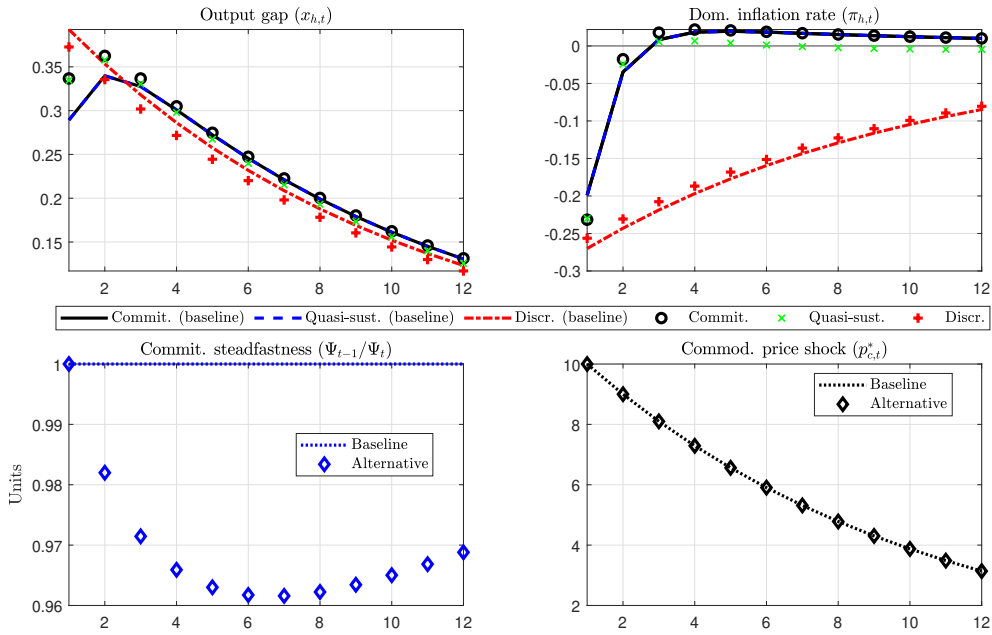 Output gap (x_{h,t})
0.35
0.3
0.25
0.2
0.15
2 4 6 8 10 12
Dom. inflation rate (π_{h,t})
0
-0.05
-0.1
-0.15
-0.2
-0.25
-0.3
2 4 6 8 10 12
Commit. (baseline) Quasi-sust. (baseline) Discr. (baseline) Commit. Quasi-sust. Discr.
Commit. steadfastness (Ψ_{t−1}/Ψ_t)
Units
1
0.99
0.98
0.97
0.96
2 4 6 8 10 12
Baseline
Alternative
Commod. price shock (p^*_{c,t})
10
8
6
4
2
2 4 6 8 10 12
Baseline
Alternative